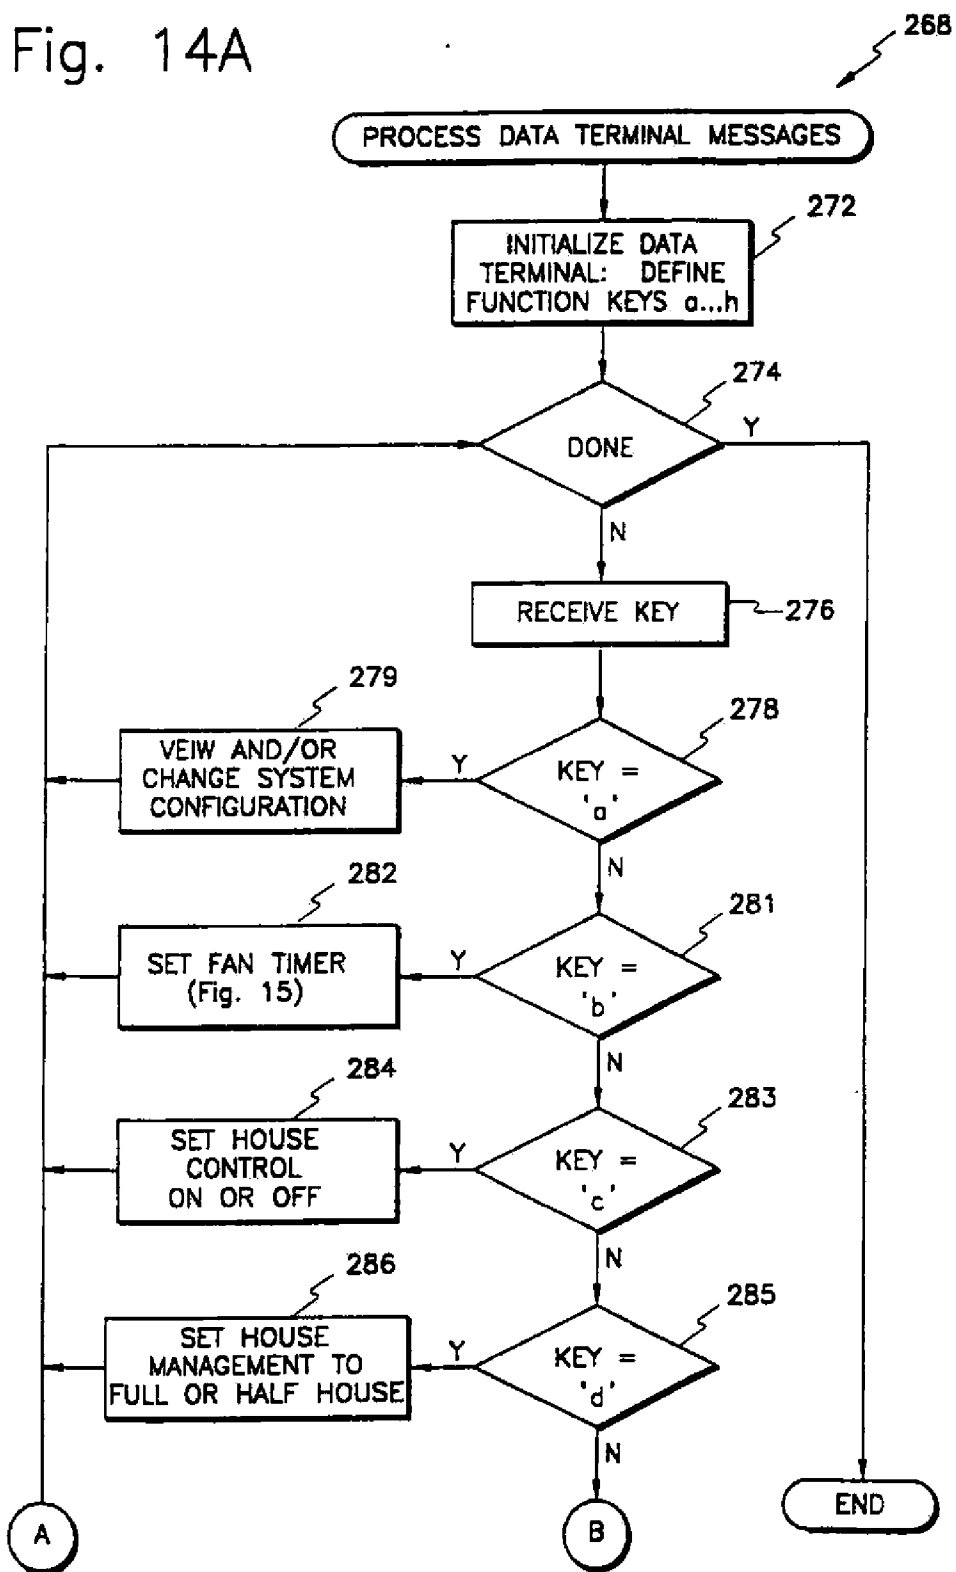 Fig. 14A
268
PROCESS DATA TERMINAL MESSAGES
272
INITIALIZE DATA
TERMINAL: DEFINE
FUNCTION KEYS a...h
274
DONE
Y
N
RECEIVE KEY
276
279
VEIW AND/OR
CHANGE SYSTEM
CONFIGURATION
Y
278
KEY =
'a'
N
282
SET FAN TIMER
(Fig. 15)
Y
281
KEY =
'b'
N
284
SET HOUSE
CONTROL
ON OR OFF
Y
283
KEY =
'c'
N
286
SET HOUSE
MANAGEMENT TO
FULL OR HALF HOUSE
Y
285
KEY =
'd'
N
A
B
END